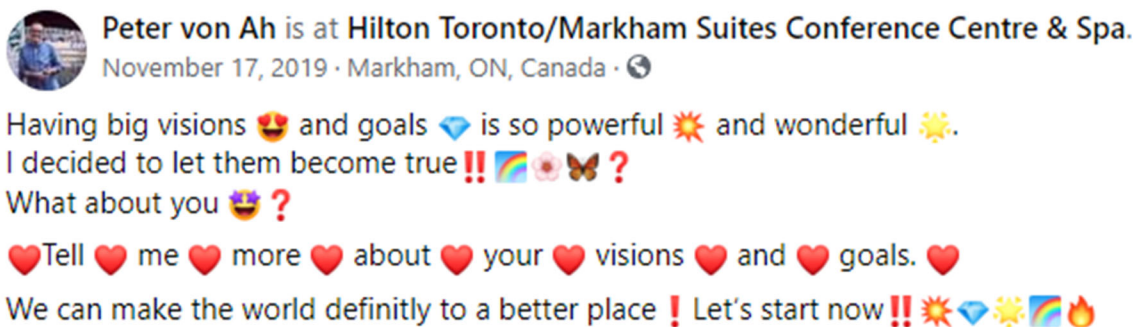 Peter von Ah is at Hilton Toronto/Markham Suites Conference Centre & Spa.
November 17, 2019 · Markham, ON, Canada ·
Having big visions 😍 and goals 💎 is so powerful 💥 and wonderful 🌟.
I decided to let them become true‼️🌈🌸🦋❓
What about you 🤩❓
❤️Tell ❤️ me ❤️ more ❤️ about ❤️ your ❤️ visions ❤️ and ❤️ goals. ❤️
We can make the world definitly to a better place❗Let‘s start now‼️💥💎🌟🌈🔥